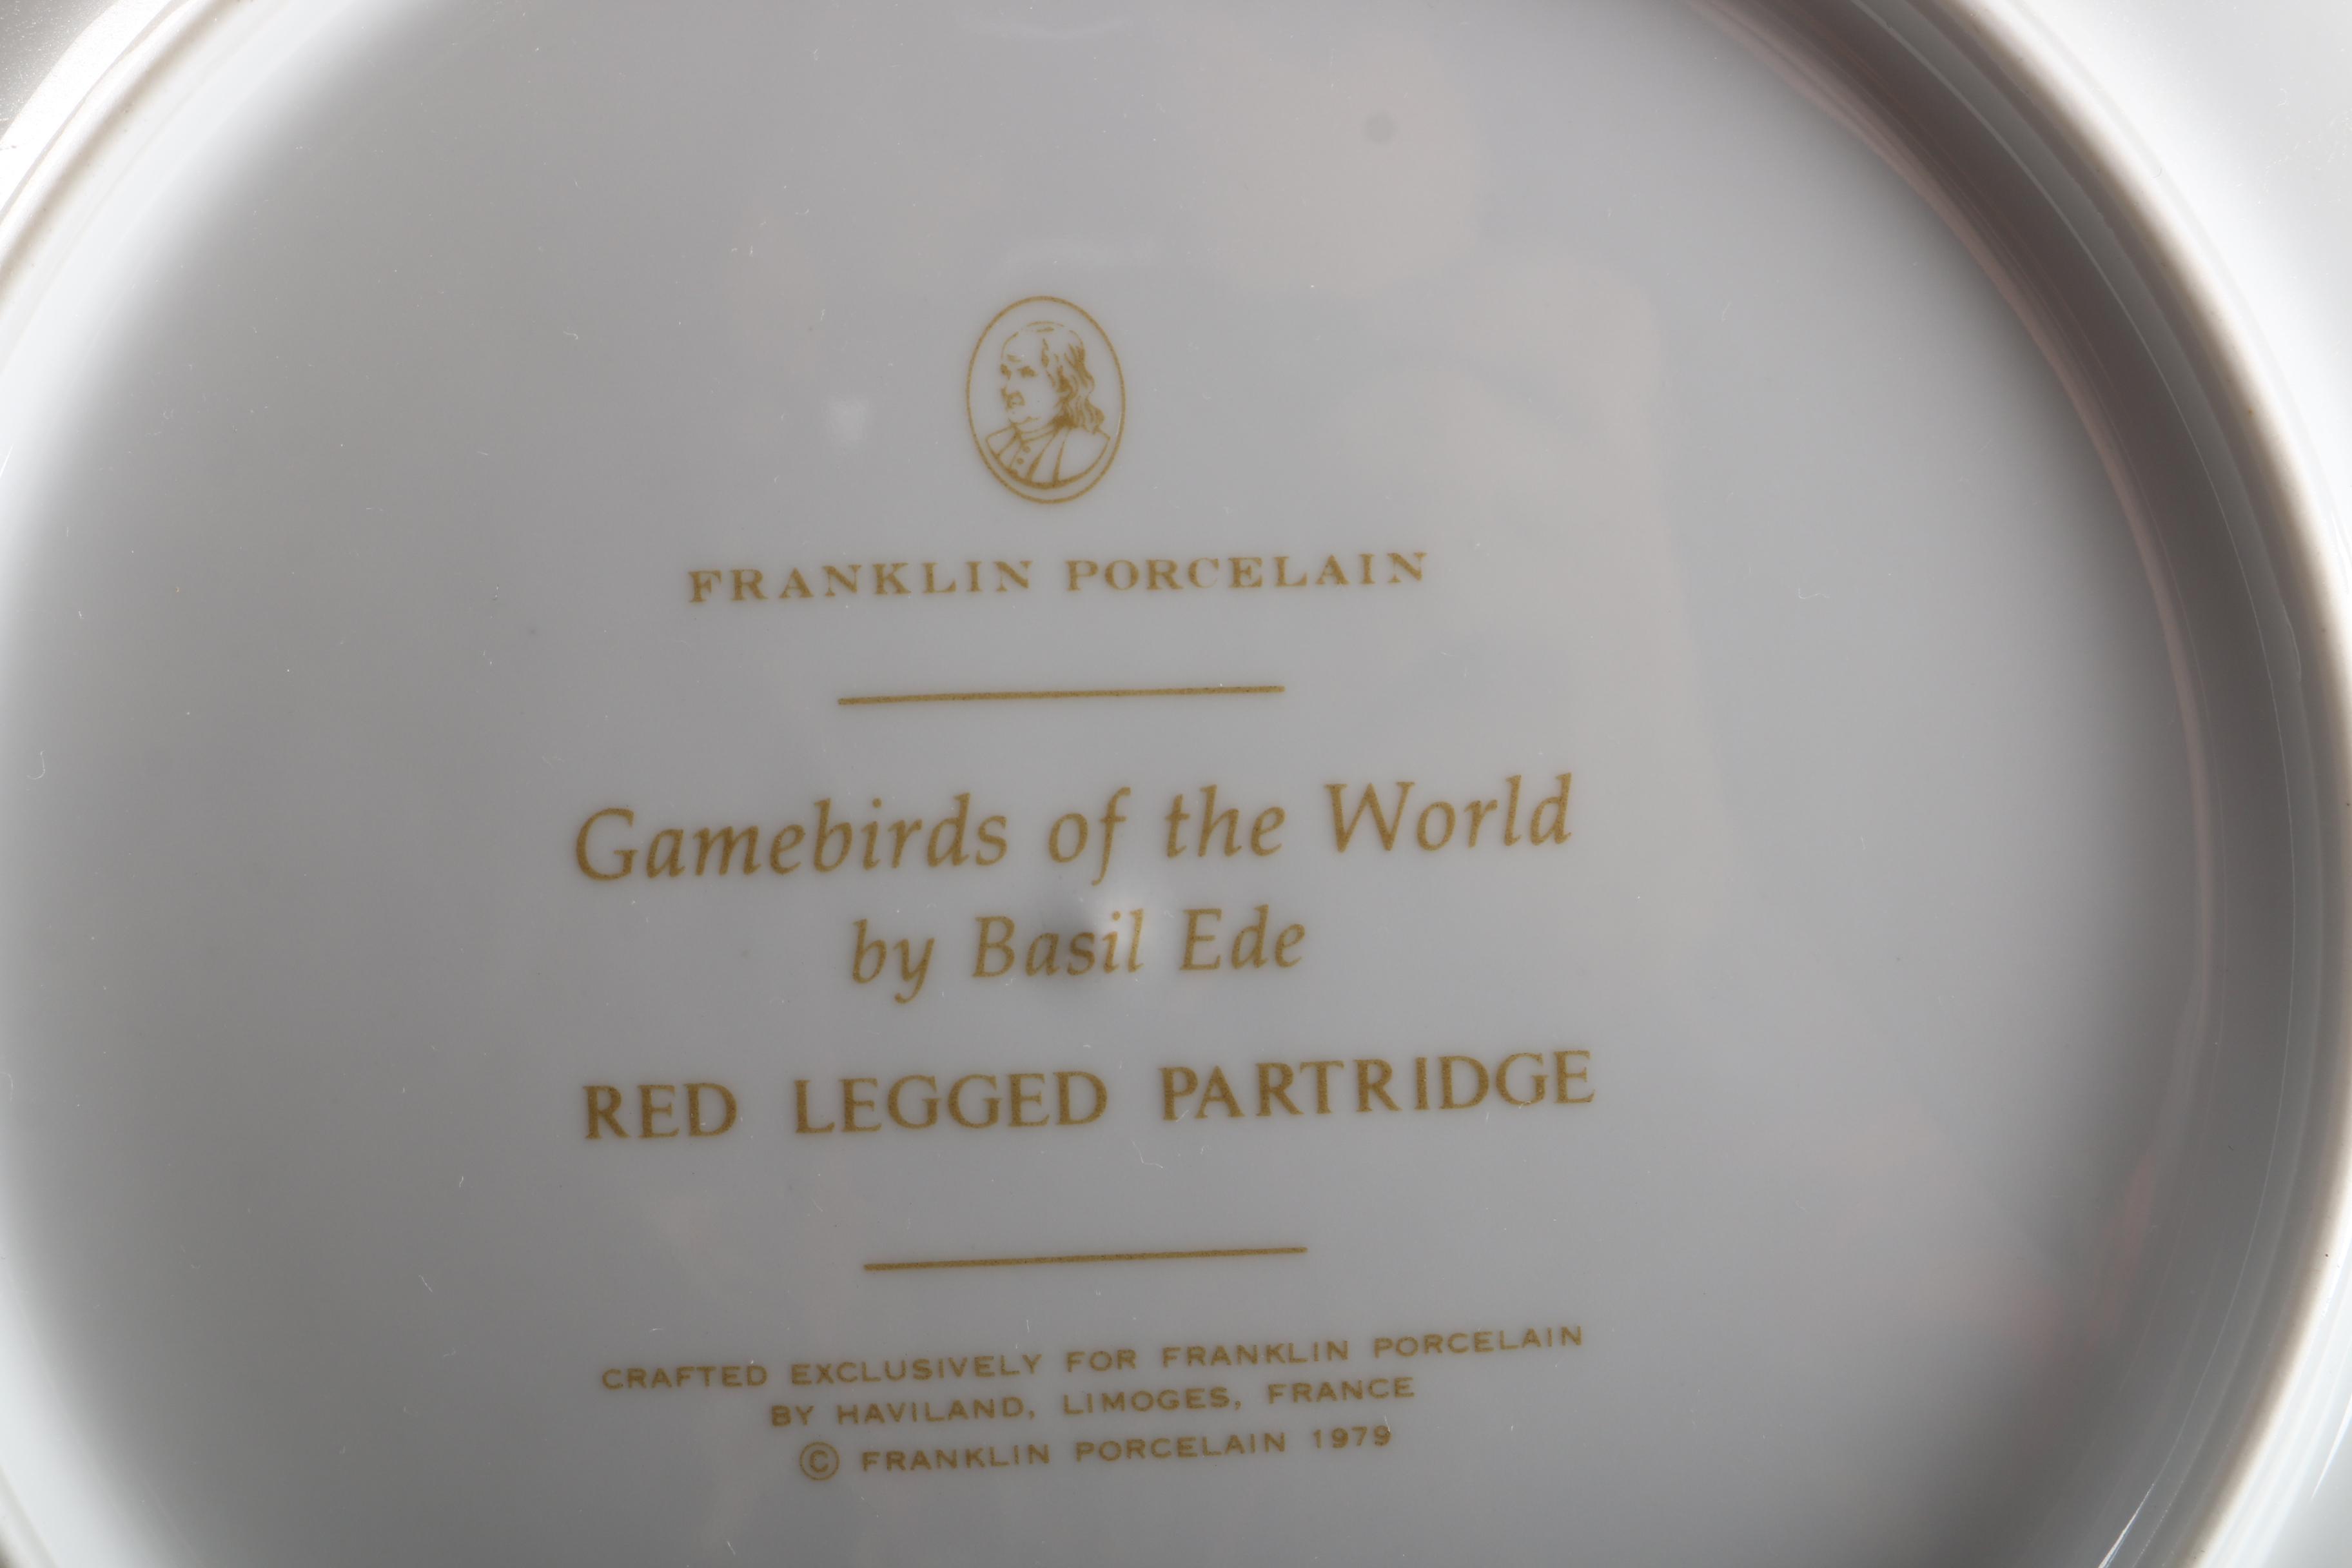 FRANKLIN PORCELAIN
Gamebirds of the World
by Basil Ede
RED LEGGED PARTRIDGE
CRAFTED EXCLUSIVELY FOR FRANKLIN PORCELAIN
BY HAVILAND, LIMOGES, FRANCE
© FRANKLIN PORCELAIN 1979